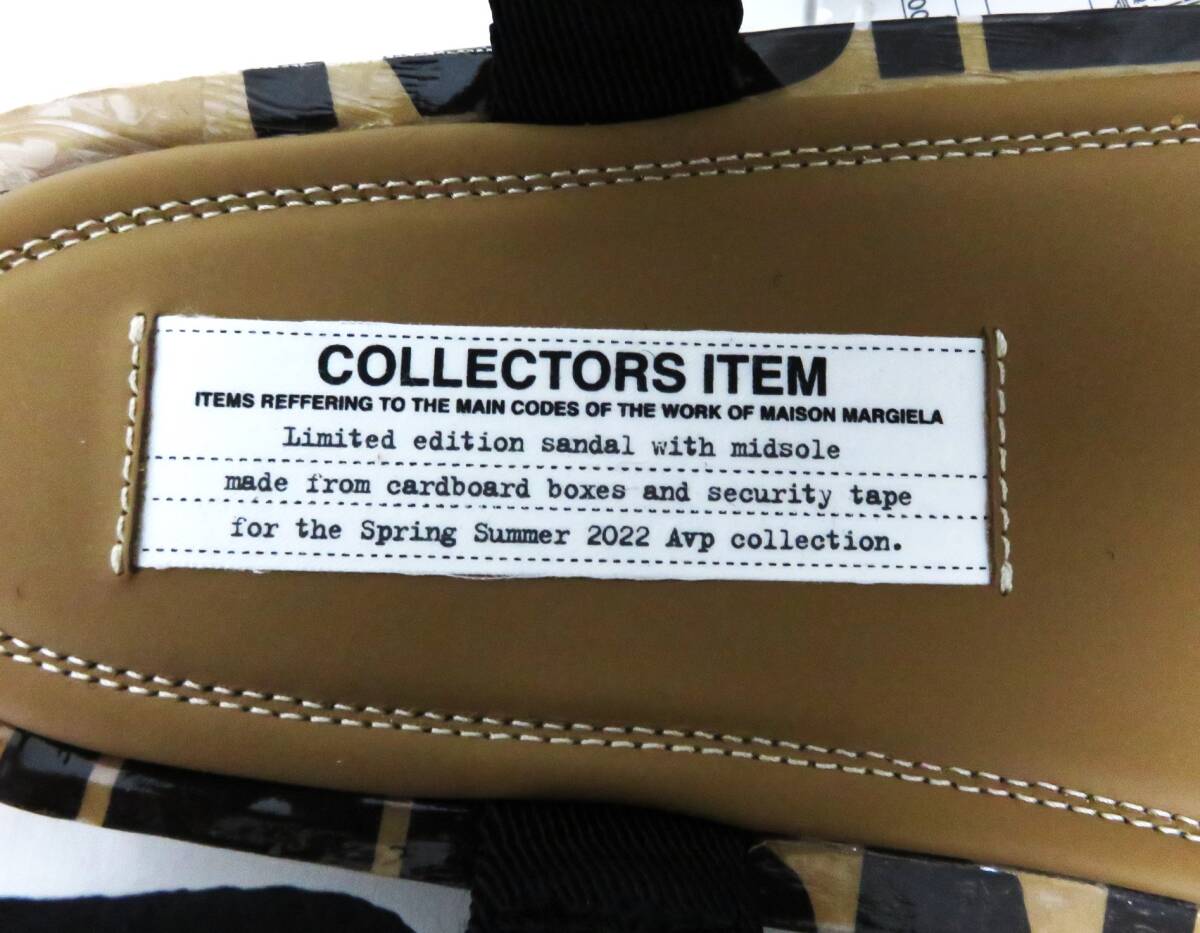 COLLECTORS ITEM
ITEMS REFFERING TO THE MAIN CODES OF THE WORK OF MAISON MARGIELA
Limited edition sandal with midsole
made from cardboard boxes and security tape
for the Spring Summer 2022 Avp collection.